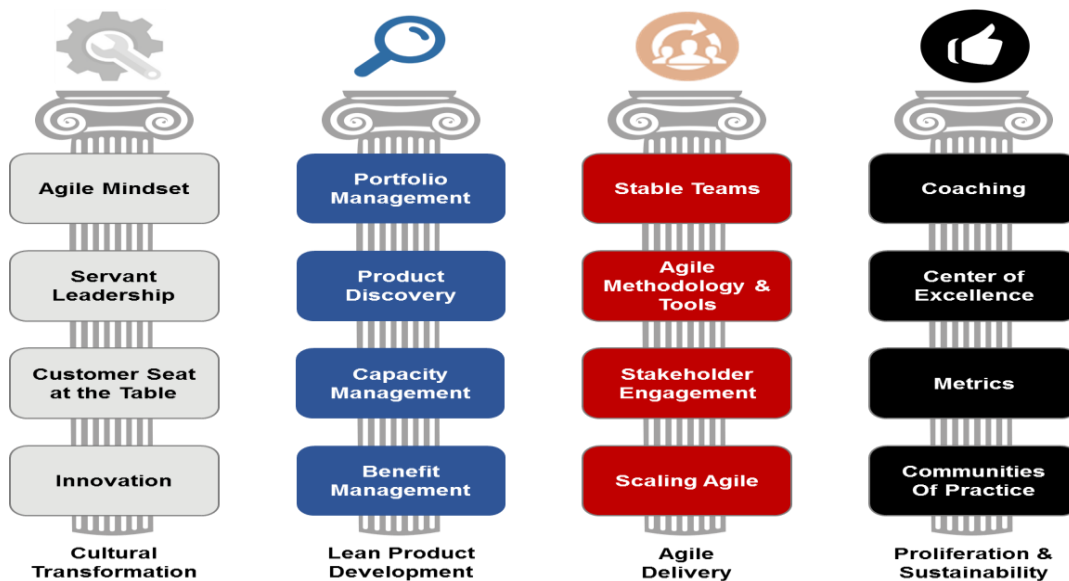 Agile Mindset
Servant
Leadership
Customer Seat
at the Table
Innovation
Cultural
Transformation
Portfolio
Management
Product
Discovery
Capacity
Management
Benefit
Management
Lean Product
Development
Stable Teams
Agile
Methodology &
Tools
Stakeholder
Engagement
Scaling Agile
Agile
Delivery
Coaching
Center
of Excellence
Metrics
Communities
Of Practice
Proliferation &
Sustainability